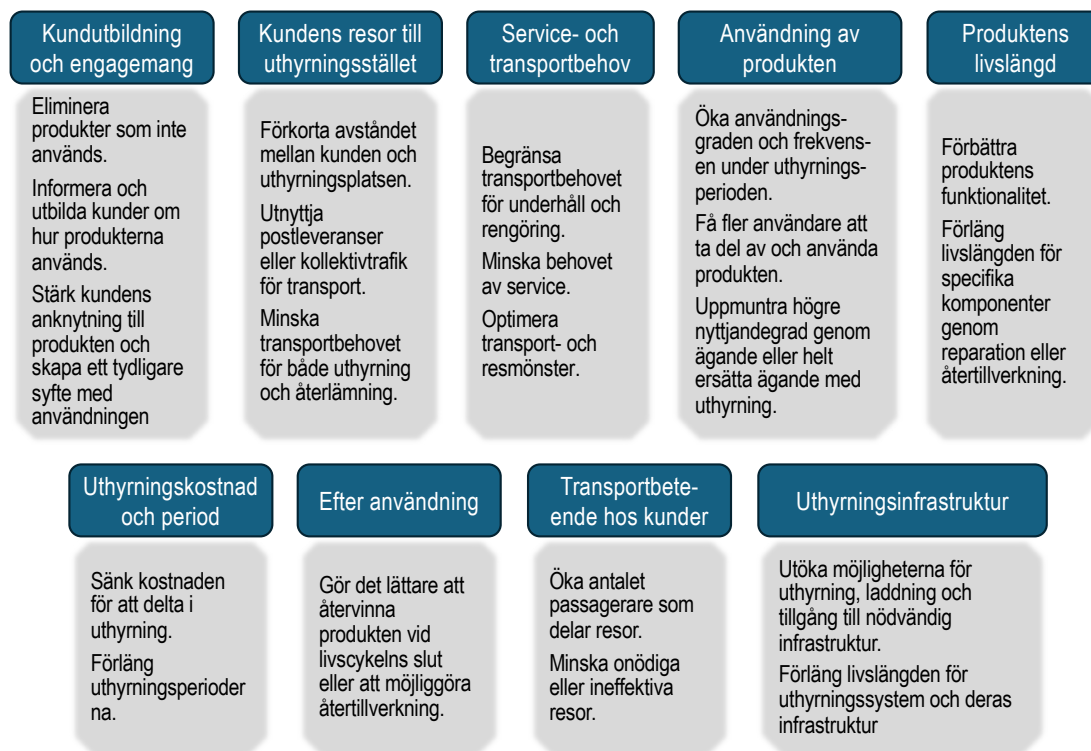 Kundutbildning
och engagemang
Eliminera
produkter som inte
används.
Informera och
utbilda kunder om
hur produkterna
används.
Stärk kundens
anknytning till
produkten och
skapa ett tydligare
syfte med
användningen
Kundens resor till
uthyrningsstället
Förkorta avståndet
mellan kunden och
uthyrningsplatsen.
Utnyttja
postleveranser
eller kollektivtrafik
för transport.
Minska
transportbehovet
för både uthyrning
och återlämning.
Service- och
transportbehov
Begränsa
transportbehovet
för underhåll och
rengöring.
Minska behovet
av service.
Optimera
transport- och
resmönster.
Användning av
produkten
Öka användnings-
graden och frekvens-
en under uthyrnings-
perioden.
Få fler användare att
ta del av och använda
produkten.
Uppmuntra högre
nyttjandegrad genom
ägande eller helt
ersätta ägande med
uthyrning.
Produktens
livslängd
Förbättra
produktens
funktionalitet.
Förläng
livslängden för
specifika
komponenter
genom
reparation eller
återtillverkning.
Uthyrningskostnad
och period
Sänk kostnaden
för att delta i
uthyrning.
Förläng
uthyrningsperioder
na.
Efter användning
Gör det lättare att
återvinna
produkten vid
livscykelns slut
eller att möjliggöra
återtillverkning.
Transportbete-
ende hos kunder
Öka antalet
passagerare som
delar resor.
Minska onödiga
eller ineffektiva
resor.
Uthyrningsinfrastruktur
Utöka möjligheterna för
uthyrning, laddning och
tillgång till nödvändig
infrastruktur.
Förläng livslängden för
uthyrningssystem och deras
infrastruktur